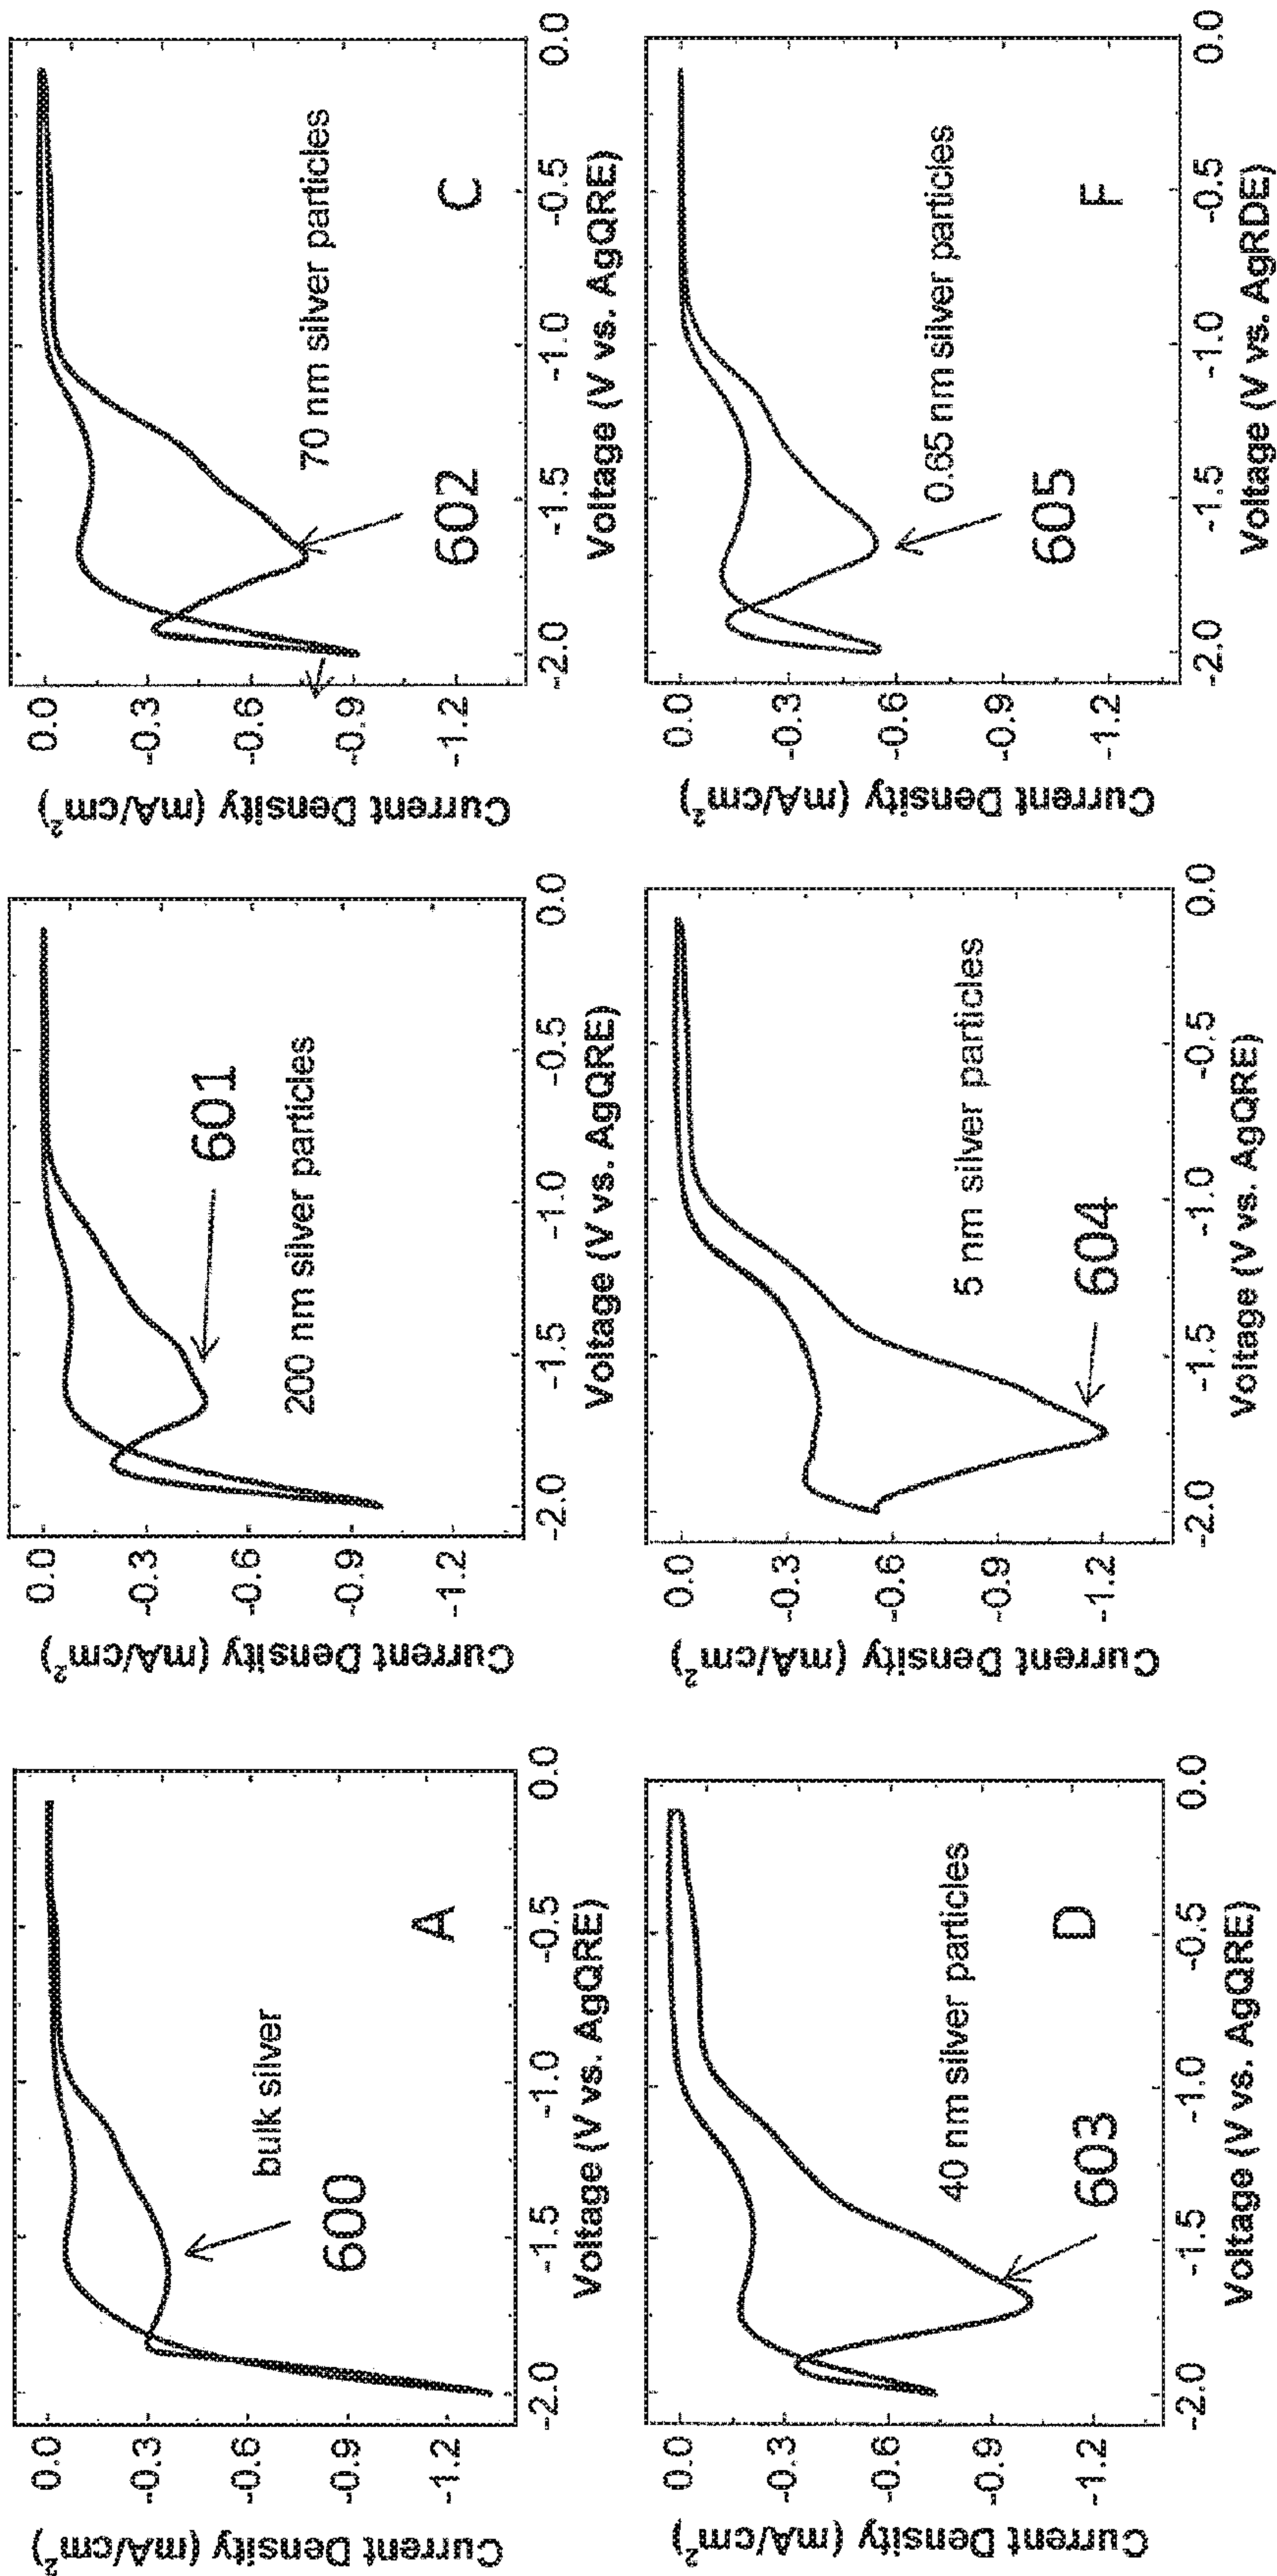 Current Density (mA/cm²)
0.0
-0.3
-0.6
-0.9
-1.2
bulk silver
600
A
-2.0 -1.5 -1.0 -0.5 0.0
Voltage (V vs. AgQRE)
Current Density (mA/cm²)
0.0
-0.3
-0.6
-0.9
-1.2
601
200 nm silver particles
-2.0 -1.5 -1.0 -0.5 0.0
Voltage (V vs. AgQRE)
Current Density (mA/cm²)
0.0
-0.3
-0.6
-0.9
-1.2
70 nm silver particles
602
C
-2.0 -1.5 -1.0 -0.5 0.0
Voltage (V vs. AgQRE)
Current Density (mA/cm²)
0.0
-0.3
-0.6
-0.9
-1.2
40 nm silver particles
603
D
-2.0 -1.5 -1.0 -0.5 0.0
Voltage (V vs. AgQRE)
Current Density (mA/cm²)
0.0
-0.3
-0.6
-0.9
-1.2
5 nm silver particles
604
-2.0 -1.5 -1.0 -0.5 0.0
Voltage (V vs. AgQRE)
Current Density (mA/cm²)
0.0
-0.3
-0.6
-0.9
-1.2
0.65 nm silver particles
605
F
-2.0 -1.5 -1.0 -0.5 0.0
Voltage (V vs. AgRDE)